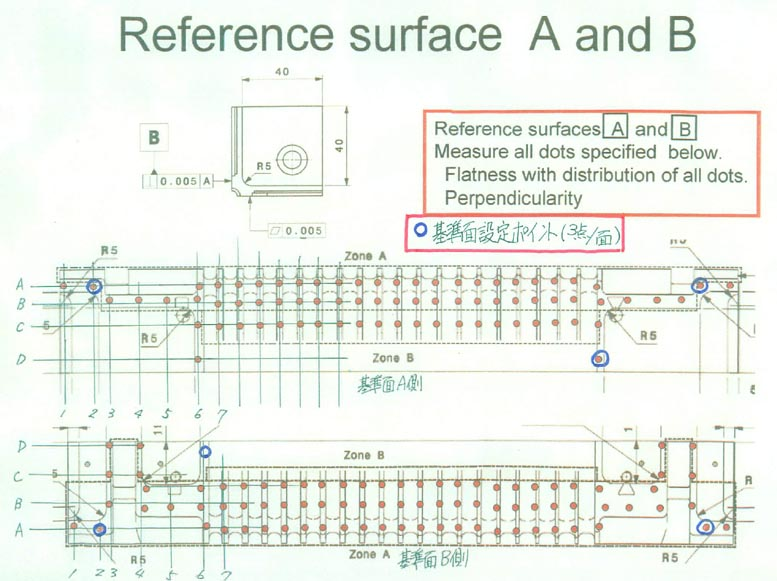 Reference surface A and B
40
40
B
R5
⊥ 0.005 A
▱ 0.005
Reference surfaces A and B
Measure all dots specified below.
Flatness with distribution of all dots.
Perpendicularity
基準面設定ポイント(3点/面)
R5
Zone A
R5
A
B
C
R5
R5
D
Zone B
基準面A側
1 2 3 4 5 6 7
D
11
1
Zone B
C
5
R
B
A
R5
Zone A
R5
基準面B側
1 2 3 4 5 6 7